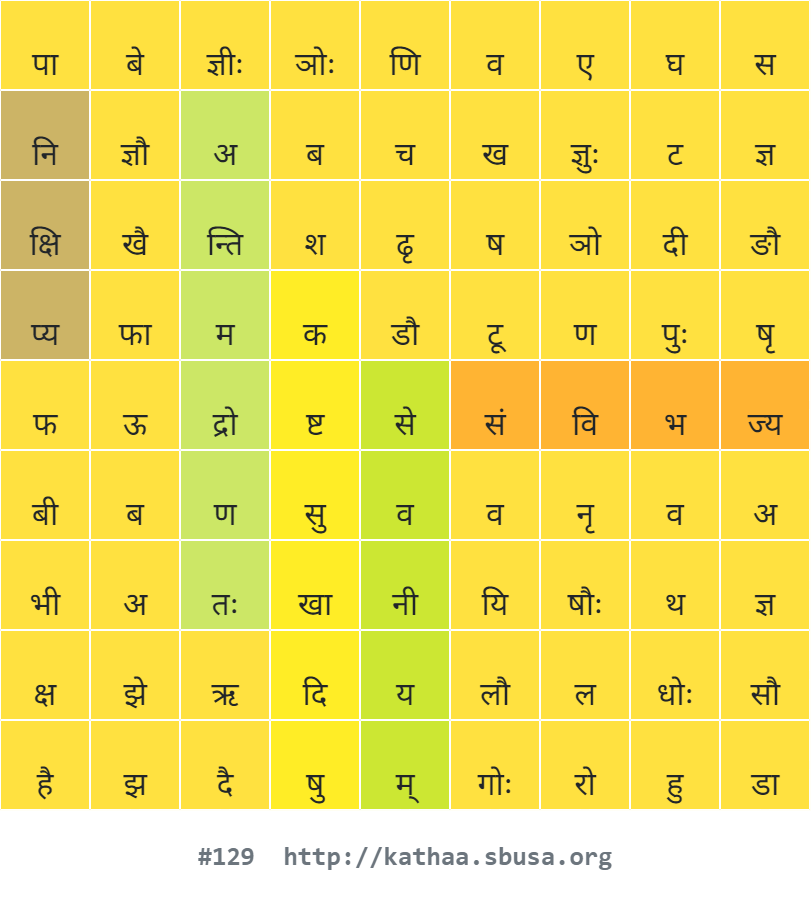 पा बे ज्ञीः ञोः णि व ए घ स
नि ज्ञौ अ ब च ख ज्ञुः ट ज्ञ
क्षि खै न्ति श ढृ ष ञो दी ङौ
प्य फा म क डौ टू ण पुः षृ
फ ऊ द्रो ष्ट से सं वि भ ज्य
बी ब ण सु व व नृ व अ
भी अ तः खा नी यि षौः थ ज्ञ
क्ष झे ऋ दि य लौ ल धोः सौ
है झ दै षु म् गोः रो हु डा
#129 http://kathaa.sbusa.org